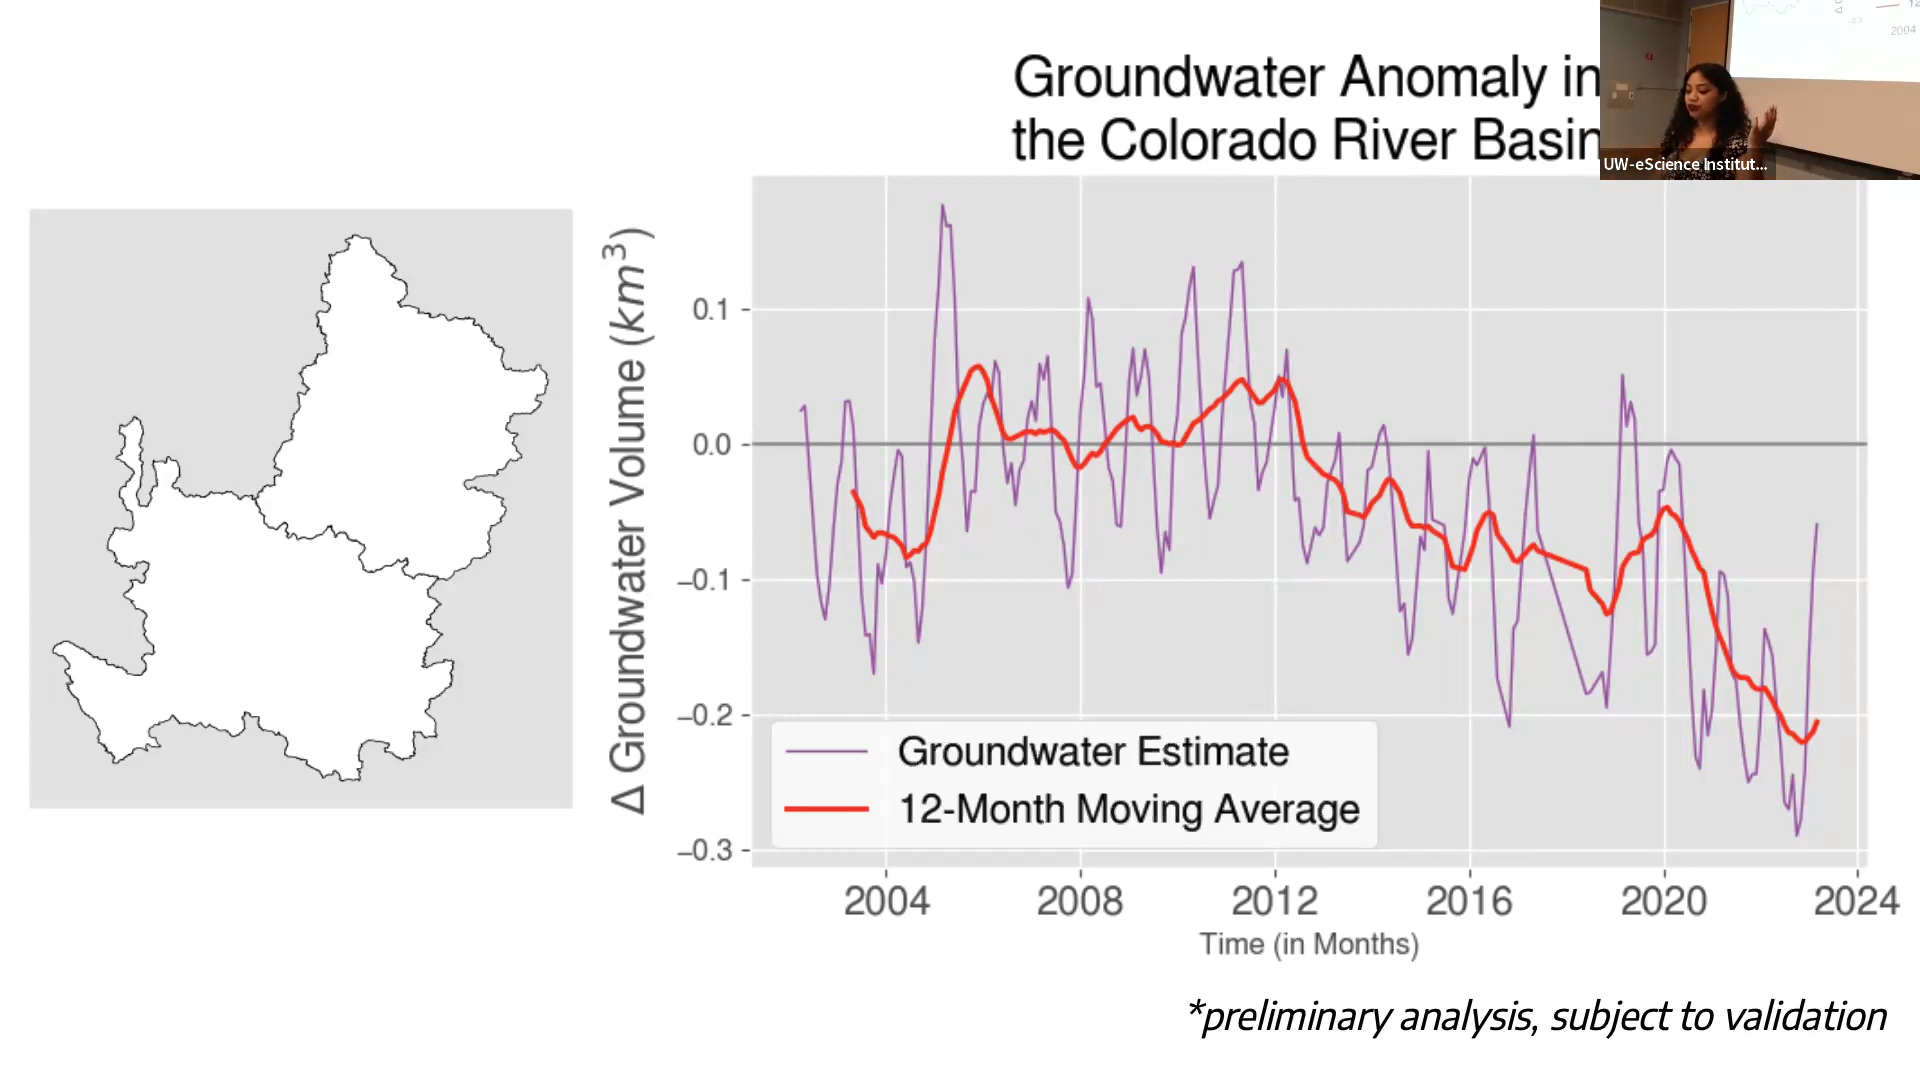 Groundwater Anomaly in
the Colorado River Basin
UW-eScience Institut...
2004
Δ Groundwater Volume (km³)
0.1
0.0
−0.1
−0.2
−0.3
Groundwater Estimate
12-Month Moving Average
2004 2008 2012 2016 2020 2024
Time (in Months)
*preliminary analysis, subject to validation